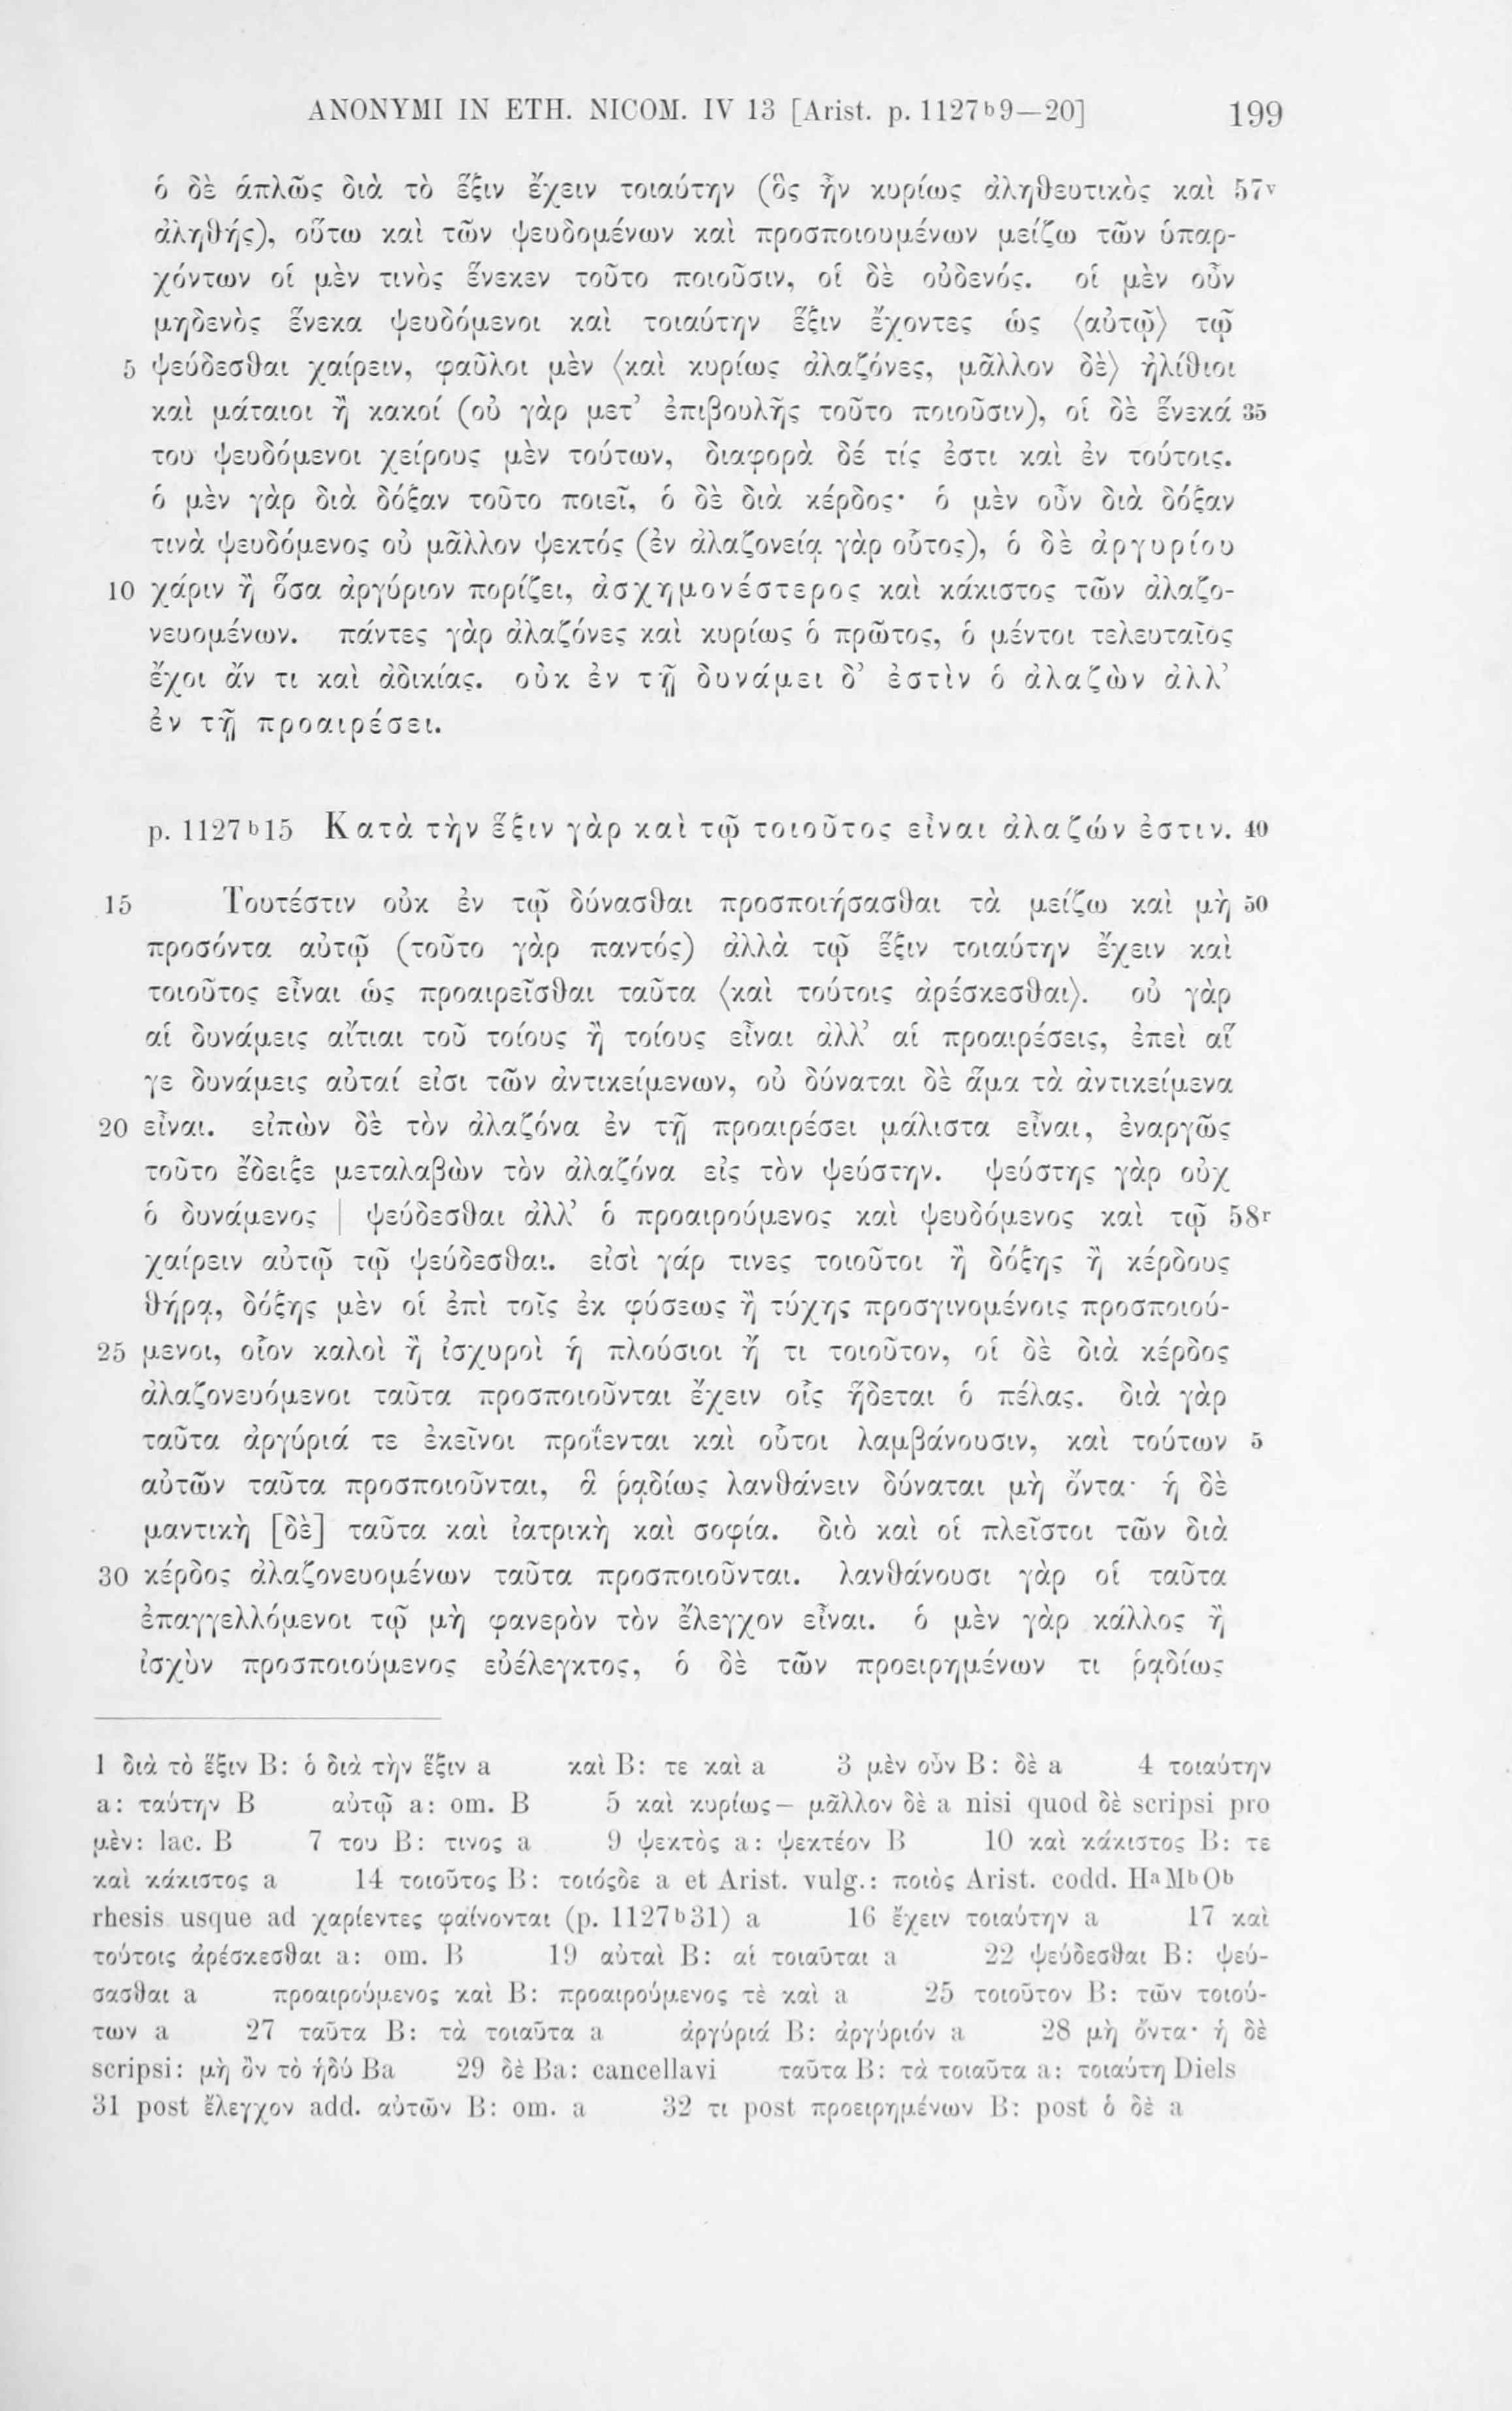 ANONYMI IN ETH. NICOM. IV 13 [Arist. p. 1127b9—20] 199
ὁ δὲ ἁπλῶς διὰ τὸ ἕξιν ἔχειν τοιαύτην (ὃς ἦν κυρίως ἀληθευτικὸς καὶ 57v
ἀληθής), οὕτω καὶ τῶν ψευδομένων καὶ προσποιουμένων μείζω τῶν ὑπαρ-
χόντων οἱ μὲν τινὸς ἕνεκεν τοῦτο ποιοῦσιν, οἱ δὲ οὐδενός. οἱ μὲν οὖν
μηδενὸς ἕνεκα ψευδόμενοι καὶ τοιαύτην ἕξιν ἔχοντες ὡς ⟨αὐτῷ⟩ τῷ
5 ψεύδεσθαι χαίρειν, φαῦλοι μὲν ⟨καὶ κυρίως ἀλαζόνες, μᾶλλον δὲ⟩ ἠλίθιοι
καὶ μάταιοι ἢ κακοί (οὐ γὰρ μετ’ ἐπιβουλῆς τοῦτο ποιοῦσιν), οἱ δὲ ἕνεκά 35
του ψευδόμενοι χείρους μὲν τούτων, διαφορὰ δέ τίς ἐστι καὶ ἐν τούτοις.
ὁ μὲν γὰρ διὰ δόξαν τοῦτο ποιεῖ, ὁ δὲ διὰ κέρδος· ὁ μὲν οὖν διὰ δόξαν
τινὰ ψευδόμενος οὐ μᾶλλον ψεκτός (ἐν ἀλαζονείᾳ γὰρ οὗτος), ὁ δὲ ἀργυρίου
10 χάριν ἢ ὅσα ἀργύριον πορίζει, ἀσχημονέστερος καὶ κάκιστος τῶν ἀλαζο-
νευομένων. πάντες γὰρ ἀλαζόνες καὶ κυρίως ὁ πρῶτος, ὁ μέντοι τελευταῖος
ἔχοι ἄν τι καὶ ἀδικίας. οὐκ ἐν τῇ δυνάμει δ’ ἐστὶν ὁ ἀλαζὼν ἀλλ’
ἐν τῇ προαιρέσει.
p. 1127b15 Κατὰ τὴν ἕξιν γὰρ καὶ τῷ τοιοῦτος εἶναι ἀλαζών ἐστιν. 40
15 Τουτέστιν οὐκ ἐν τῷ δύνασθαι προσποιήσασθαι τὰ μείζω καὶ μὴ 50
προσόντα αὐτῷ (τοῦτο γὰρ παντός) ἀλλὰ τῷ ἕξιν τοιαύτην ἔχειν καὶ
τοιοῦτος εἶναι ὡς προαιρεῖσθαι ταῦτα ⟨καὶ τούτοις ἀρέσκεσθαι⟩. οὐ γὰρ
αἱ δυνάμεις αἴτιαι τοῦ τοίους ἢ τοίους εἶναι ἀλλ’ αἱ προαιρέσεις, ἐπεὶ αἵ
γε δυνάμεις αὐταί εἰσι τῶν ἀντικείμενων, οὐ δύναται δὲ ἅμα τὰ ἀντικείμενα
20 εἶναι. εἰπὼν δὲ τὸν ἀλαζόνα ἐν τῇ προαιρέσει μάλιστα εἶναι, ἐναργῶς
τοῦτο ἔδειξε μεταλαβὼν τὸν ἀλαζόνα εἰς τὸν ψεύστην. ψεύστης γὰρ οὐχ
ὁ δυνάμενος | ψεύδεσθαι ἀλλ’ ὁ προαιρούμενος καὶ ψευδόμενος καὶ τῷ 58r
χαίρειν αὐτῷ τῷ ψεύδεσθαι. εἰσὶ γάρ τινες τοιοῦτοι ἢ δόξης ἢ κέρδους
θήρᾳ, δόξης μὲν οἱ ἐπὶ τοῖς ἐκ φύσεως ἢ τύχης προσγινομένοις προσποιού-
25 μενοι, οἷον καλοὶ ἢ ἰσχυροὶ ἡ πλούσιοι ἤ τι τοιοῦτον, οἱ δὲ διὰ κέρδος
ἀλαζονευόμενοι ταῦτα προσποιοῦνται ἔχειν οἷς ἥδεται ὁ πέλας. διὰ γὰρ
ταῦτα ἀργύριά τε ἐκεῖνοι προΐενται καὶ οὗτοι λαμβάνουσιν, καὶ τούτων 5
αὐτῶν ταῦτα προσποιοῦνται, ἃ ῥᾳδίως λανθάνειν δύναται μὴ ὄντα· ἡ δὲ
μαντικὴ [δὲ] ταῦτα καὶ ἰατρικὴ καὶ σοφία. διὸ καὶ οἱ πλεῖστοι τῶν διὰ
30 κέρδος ἀλαζονευομένων ταῦτα προσποιοῦνται. λανθάνουσι γὰρ οἱ ταῦτα
ἐπαγγελλόμενοι τῷ μὴ φανερὸν τὸν ἔλεγχον εἶναι. ὁ μὲν γὰρ κάλλος ἢ
ἰσχὺν προσποιούμενος εὐέλεγκτος, ὁ δὲ τῶν προειρημένων τι ῥᾳδίως
1 διὰ τὸ ἕξιν B: ὁ διὰ τὴν ἕξιν a καὶ B: τε καὶ a 3 μὲν οὖν B: δὲ a 4 τοιαύτην
a: ταύτην B αὐτῷ a: om. B 5 καὶ κυρίως— μᾶλλον δὲ a nisi quod δὲ scripsi pro
μὲν: lac. B 7 του B: τινος a 9 ψεκτὸς a: ψεκτέον B 10 καὶ κάκιστος B: τε
καὶ κάκιστος a 14 τοιοῦτος B: τοιόςδε a et Arist. vulg.: ποιὸς Arist. codd. HaMbOb
rhesis usque ad χαρίεντες φαίνονται (p. 1127b31) a 16 ἔχειν τοιαύτην a 17 καὶ
τούτοις ἀρέσκεσθαι a: om. B 19 αὐταὶ B: αἱ τοιαῦται a 22 ψεύδεσθαι B: ψεύ-
σασθαι a προαιρούμενος καὶ B: προαιρούμενος τὲ καὶ a 25 τοιοῦτον B: τῶν τοιού-
των a 27 ταῦτα B: τὰ τοιαῦτα a ἀργύριά B: ἀργύριόν a 28 μὴ ὄντα· ἡ δὲ
scripsi: μὴ ὂν τὸ ἡδύ Ba 29 δὲ Ba: cancellavi ταῦτα B: τὰ τοιαῦτα a: τοιαύτη Diels
31 post ἔλεγχον add. αὐτῶν B: om. a 32 τι post προειρημένων B: post ὁ δὲ a